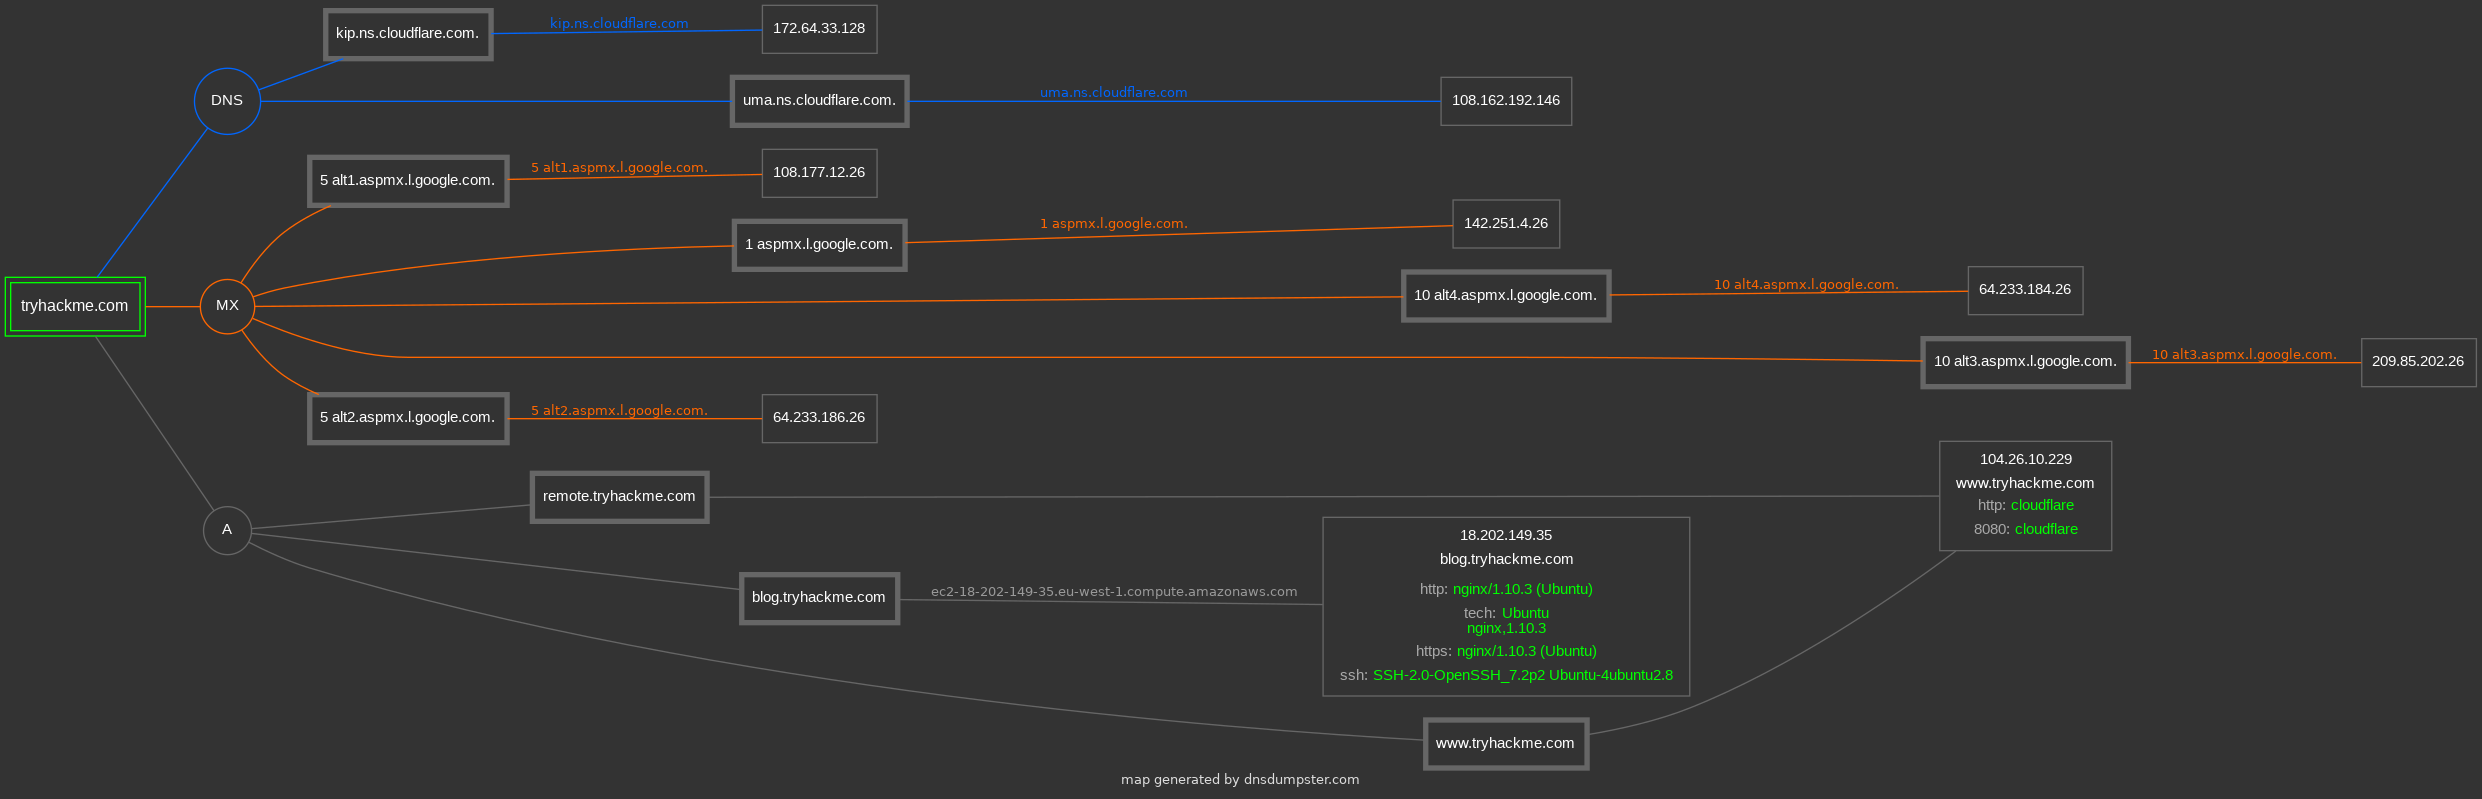 kip.ns.cloudflare.com.
kip.ns.cloudflare.com
172.64.33.128
DNS
uma.ns.cloudflare.com.
uma.ns.cloudflare.com
108.162.192.146
5 alt1.aspmx.l.google.com.
5 alt1.aspmx.l.google.com.
108.177.12.26
1 aspmx.l.google.com.
1 aspmx.l.google.com.
142.251.4.26
tryhackme.com
MX
10 alt4.aspmx.l.google.com.
10 alt4.aspmx.l.google.com.
64.233.184.26
10 alt3.aspmx.l.google.com.
10 alt3.aspmx.l.google.com.
209.85.202.26
5 alt2.aspmx.l.google.com.
5 alt2.aspmx.l.google.com.
64.233.186.26
A
remote.tryhackme.com
104.26.10.229
www.tryhackme.com
http: cloudflare
8080: cloudflare
blog.tryhackme.com
ec2-18-202-149-35.eu-west-1.compute.amazonaws.com
18.202.149.35
blog.tryhackme.com
http: nginx/1.10.3 (Ubuntu)
tech: Ubuntu
nginx,1.10.3
https: nginx/1.10.3 (Ubuntu)
ssh: SSH-2.0-OpenSSH_7.2p2 Ubuntu-4ubuntu2.8
www.tryhackme.com
map generated by dnsdumpster.com